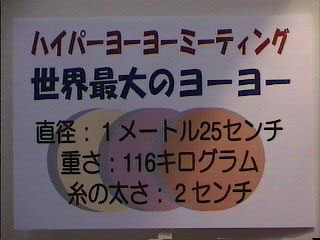 ハイパーヨーヨーミーティング
世界最大のヨーヨー
直径：１メートル25センチ
重さ：116キログラム
糸の太さ：２センチ